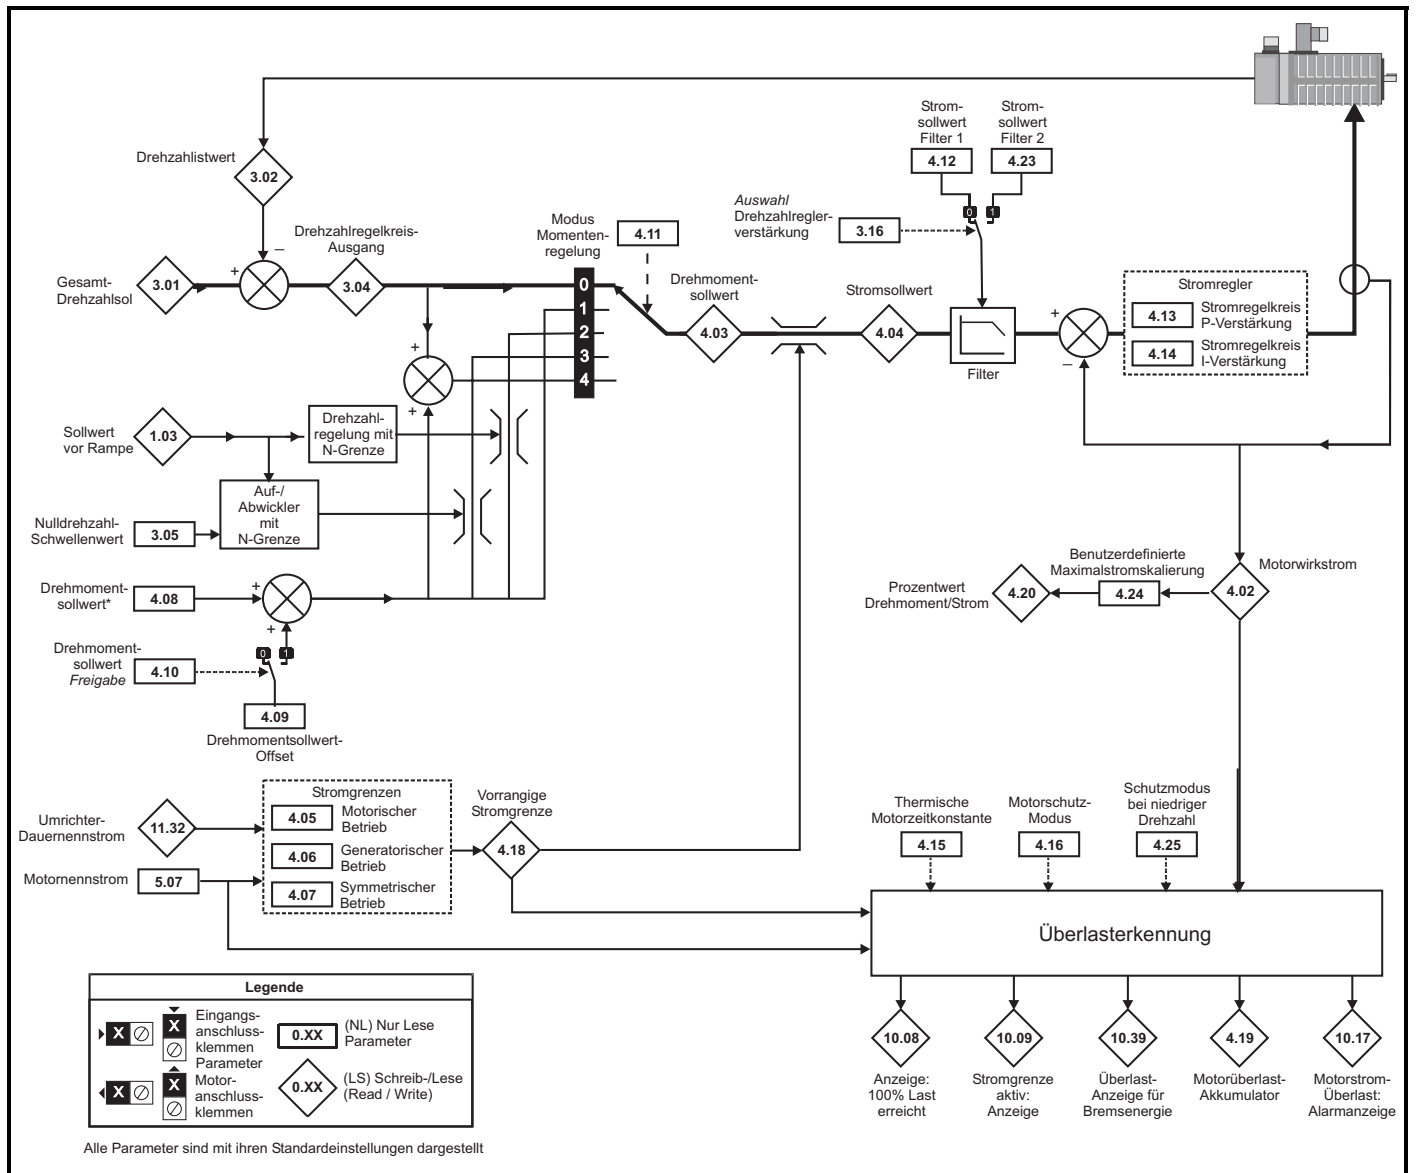 Strom-
sollwert
Filter 1
4.12
Strom-
sollwert
Filter 2
4.23
0
1
Drehzahlistwert
3.02
–
Auswahl
Drehzahlregler-
verstärkung
3.16
Drehzahlregelkreis-
Ausgang
3.04
Modus
Momenten-
regelung
4.11
Gesamt-
Drehzahlsol
3.01
+
0
1
2
3
4
Drehmoment-
sollwert
4.03
Stromsollwert
4.04
Filter
+
–
Stromregler
4.13
Stromregelkreis
P-Verstärkung
4.14
Stromregelkreis
I-Verstärkung
+
+
Sollwert
vor Rampe
1.03
Drehzahl-
regelung mit
N-Grenze
Auf-/
Abwickler
mit
N-Grenze
Nulldrehzahl-
Schwellenwert
3.05
Drehmoment-
sollwert*
4.08
+
+
Drehmoment-
sollwert
Freigabe
4.10
0
1
4.09
Drehmomentsollwert-
Offset
Prozentwert
Drehmoment/Strom
4.20
Benutzerdefinierte
Maximalstromskalierung
4.24
Motorwirkstrom
4.02
Umrichter-
Dauernennstrom
11.32
Motornennstrom
5.07
Stromgrenzen
4.05
Motorischer
Betrieb
4.06
Generatorischer
Betrieb
4.07
Symmetrischer
Betrieb
Vorrangige
Stromgrenze
4.18
Thermische
Motorzeitkonstante
4.15
Motorschutz-
Modus
4.16
Schutzmodus
bei niedriger
Drehzahl
4.25
Überlasterkennung
10.08
Anzeige:
100% Last
erreicht
10.09
Stromgrenze
aktiv:
Anzeige
10.39
Überlast-
Anzeige für
Bremsenergie
4.19
Motorüberlast-
Akkumulator
10.17
Motorstrom-
Überlast:
Alarmanzeige
Legende
X
X
Eingangs-
anschluss-
klemmen
Parameter
X
X
Motor-
anschluss-
klemmen
0.XX
(NL) Nur Lese
Parameter
0.XX
(LS) Schreib-/Lese
(Read / Write)
Alle Parameter sind mit ihren Standardeinstellungen dargestellt